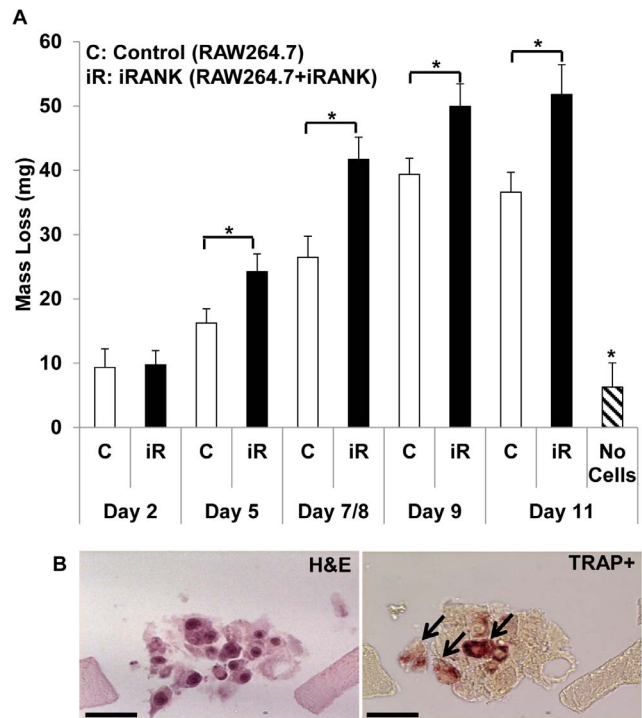 A
60
50
40
30
20
10
0
Mass Loss (mg)
C: Control (RAW264.7)
iR: iRANK (RAW264.7+iRANK)
*
*
*
*
*
C iR C iR C iR C iR C iR No Cells
Day 2 Day 5 Day 7/8 Day 9 Day 11
B
H&E
TRAP+